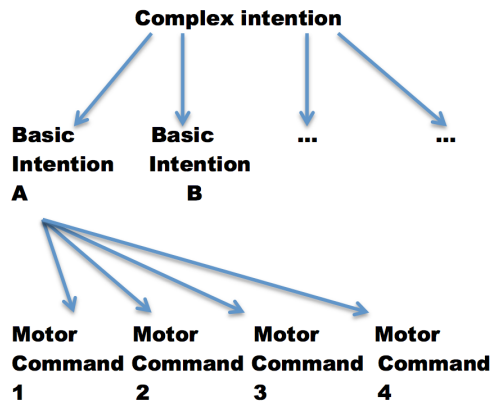 Complex intention
Basic Intention A
Basic Intention B
...
...
Motor Command 1
Motor Command 2
Motor Command 3
Motor Command 4